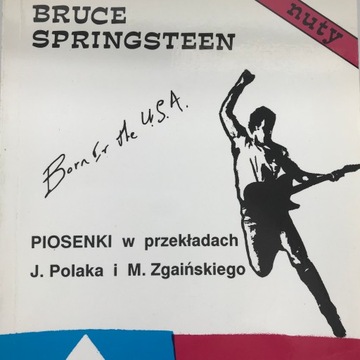 BRUCE
SPRINGSTEEN
nuty
Born in the U.S.A.
PIOSENKI w przekładach
J. Polaka i M. Zgaińskiego